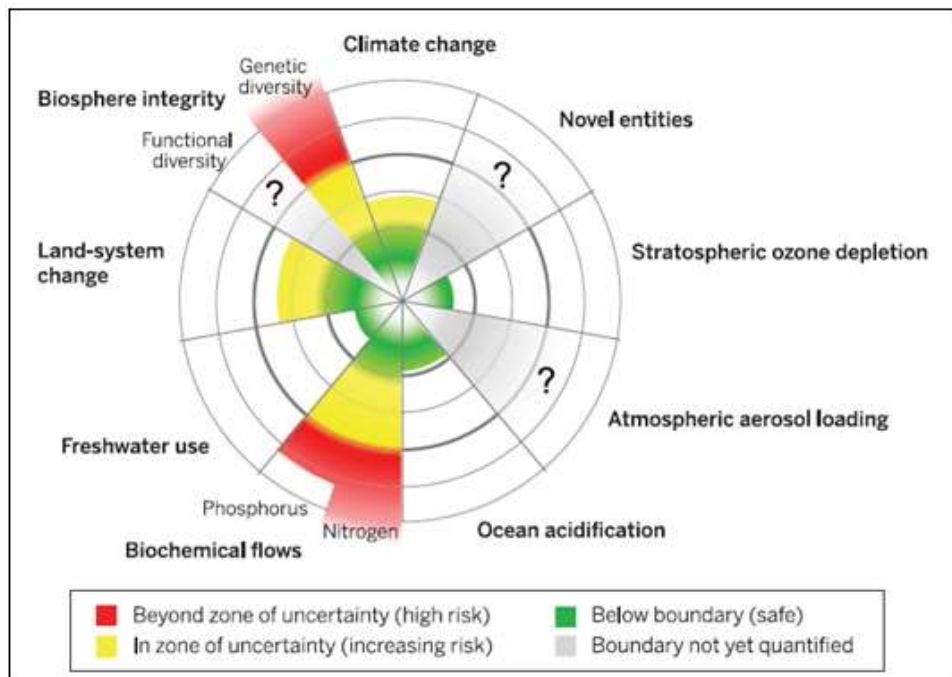 Climate change
Genetic
diversity
Biosphere integrity
Novel entities
Functional
diversity
?
?
Land-system
change
Stratospheric ozone depletion
?
Atmospheric aerosol loading
Freshwater use
Phosphorus
Nitrogen
Ocean acidification
Biochemical flows
Beyond zone of uncertainty (high risk)
In zone of uncertainty (increasing risk)
Below boundary (safe)
Boundary not yet quantified